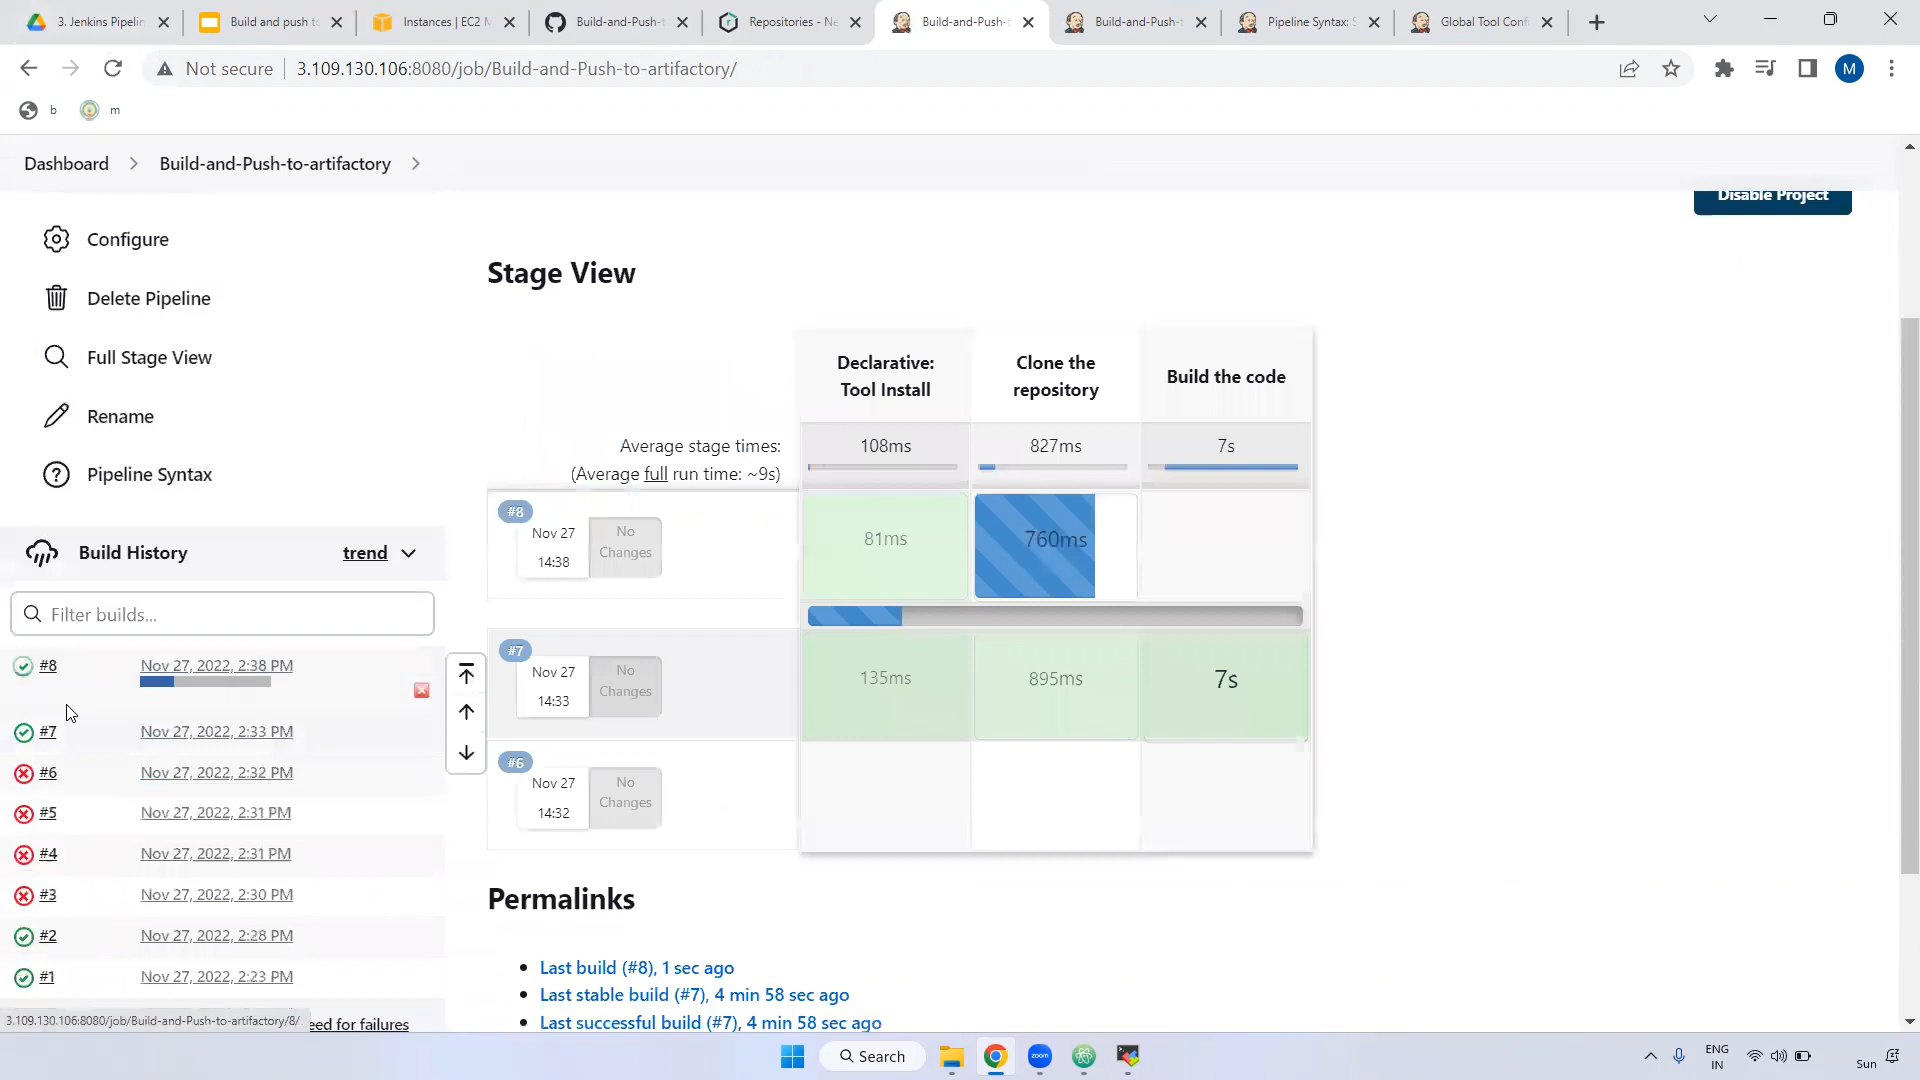 3. Jenkins Pipelin
Build and push to
Instances | EC2 M
Build-and-Push-t
Repositories - Ne
Build-and-Push-t
Build-and-Push-t
Pipeline Syntax: S
Global Tool Confi
Not secure
3.109.130.106:8080/job/Build-and-Push-to-artifactory/
M
b
m
Dashboard
Build-and-Push-to-artifactory
Disable Project
Configure
Delete Pipeline
Full Stage View
Rename
Pipeline Syntax
Build History
trend
Filter builds...
#8
Nov 27, 2022, 2:38 PM
#7
Nov 27, 2022, 2:33 PM
#6
Nov 27, 2022, 2:32 PM
#5
Nov 27, 2022, 2:31 PM
#4
Nov 27, 2022, 2:31 PM
#3
Nov 27, 2022, 2:30 PM
#2
Nov 27, 2022, 2:28 PM
#1
Nov 27, 2022, 2:23 PM
3.109.130.106:8080/job/Build-and-Push-to-artifactory/8/
eed for failures
Stage View
Declarative:
Tool Install
Clone the
repository
Build the code
Average stage times:
(Average full run time: ~9s)
108ms
827ms
7s
#8
Nov 27
14:38
No
Changes
81ms
760ms
#7
Nov 27
14:33
No
Changes
135ms
895ms
7s
#6
Nov 27
14:32
No
Changes
Permalinks
Last build (#8), 1 sec ago
Last stable build (#7), 4 min 58 sec ago
Last successful build (#7), 4 min 58 sec ago
Search
zoom
ENG
IN
Sun